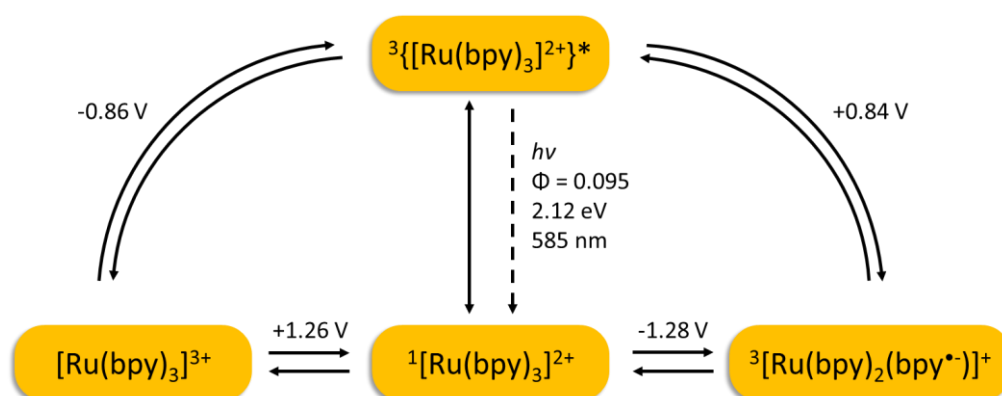 ³{[Ru(bpy)₃]²⁺}*
-0.86 V
+0.84 V
hν
Φ = 0.095
2.12 eV
585 nm
+1.26 V
-1.28 V
[Ru(bpy)₃]³⁺
¹[Ru(bpy)₃]²⁺
³[Ru(bpy)₂(bpy•⁻)]⁺